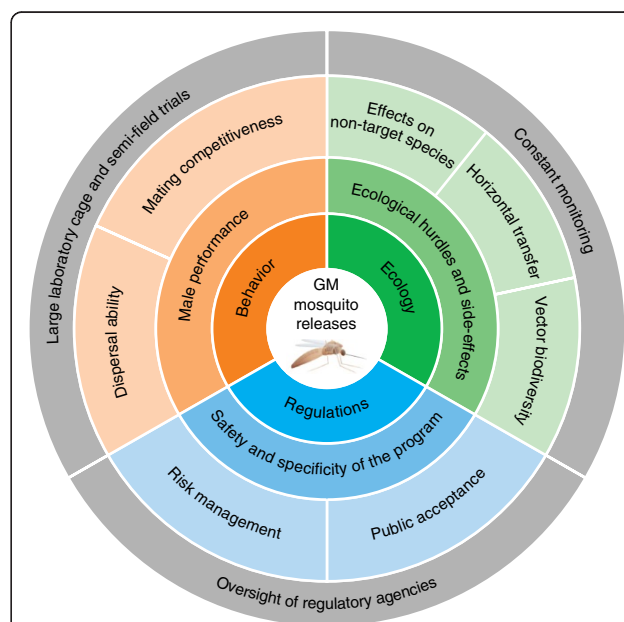 GM
mosquito
releases
Behavior
Ecology
Regulations
Male performance
Ecological hurdles and side-effects
Safety and specificity of the program
Mating competitiveness
Dispersal ability
Effects on
non-target species
Horizontal transfer
Vector biodiversity
Risk management
Public acceptance
Large laboratory cage and semi-field trials
Constant monitoring
Oversight of regulatory agencies